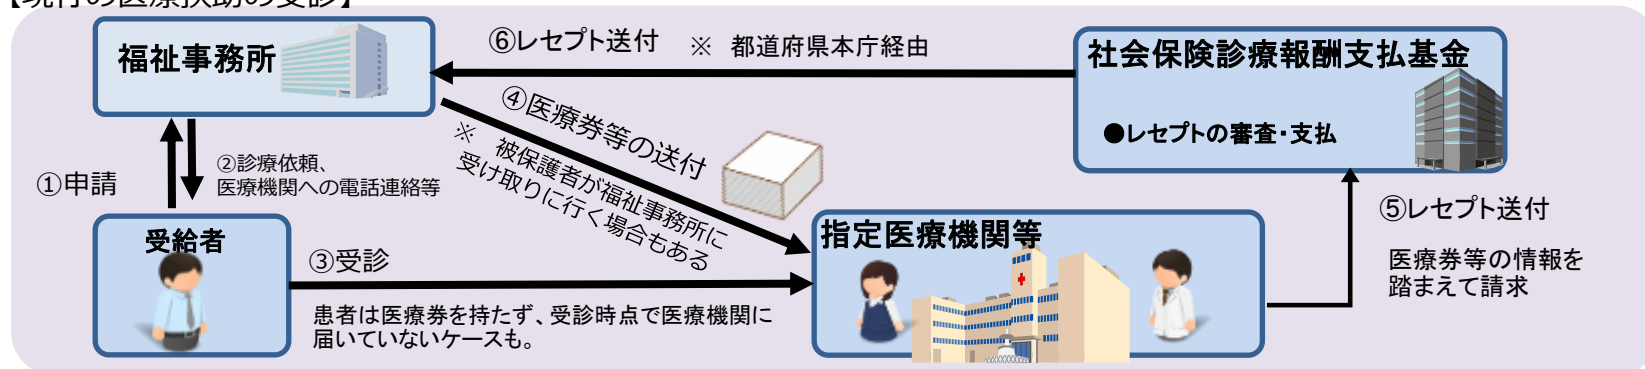 【現行の医療扶助の受診】
福祉事務所
⑥レセプト送付 ※ 都道府県本庁経由
社会保険診療報酬支払基金
●レセプトの審査・支払
④医療券等の送付
※ 被保護者が福祉事務所に
受け取りに行く場合もある
①申請
②診療依頼、
医療機関への電話連絡等
受給者
③受診
患者は医療券を持たず、受診時点で医療機関に
届いていないケースも。
指定医療機関等
⑤レセプト送付
医療券等の情報を
踏まえて請求